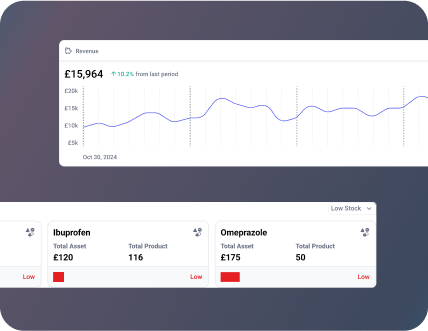 Revenue
£15,964 ↑ 10.2% from last period
£20k
£15k
£10k
£5k
Oct 30, 2024
Low Stock
Ibuprofen
Total Asset Total Product
£120 116
Low
Low
Omeprazole
Total Asset Total Product
£175 50
Low